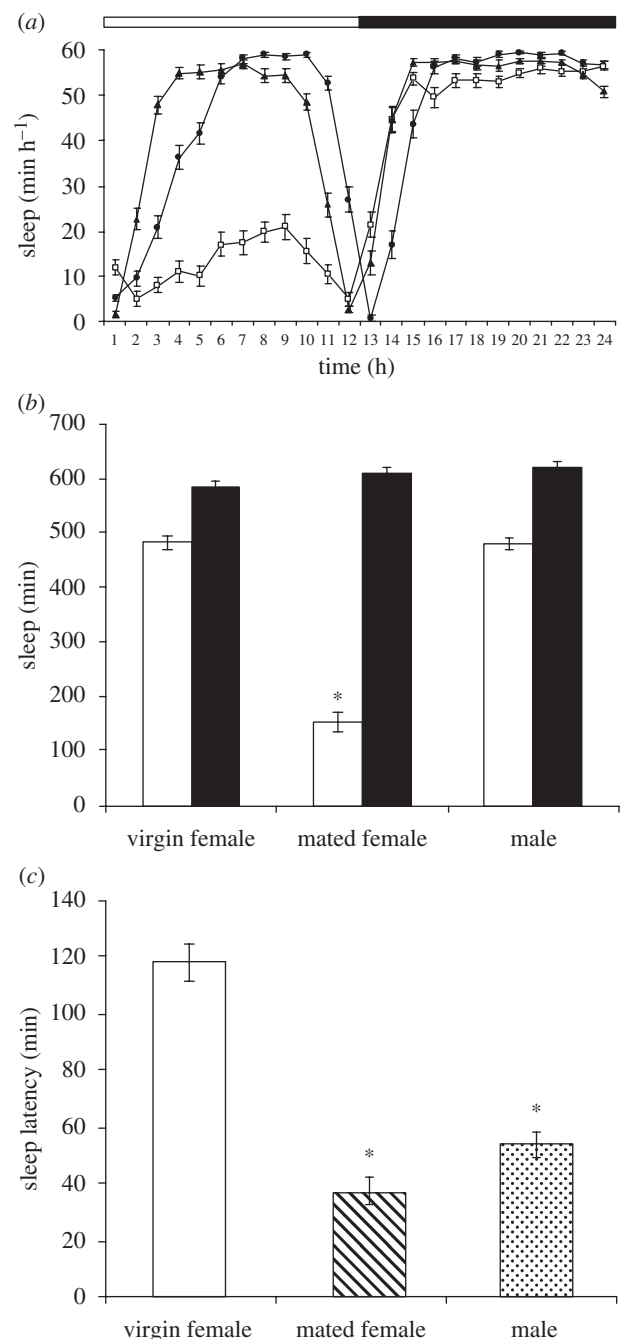 (a)
60
50
40
30
20
10
0
sleep (min h⁻¹)
1 2 3 4 5 6 7 8 9 10 11 12 13 14 15 16 17 18 19 20 21 22 23 24
time (h)
(b)
700
600
500
400
300
200
100
0
sleep (min)
*
virgin female mated female male
(c)
140
120
100
80
60
40
20
0
sleep latency (min)
*
*
virgin female mated female male